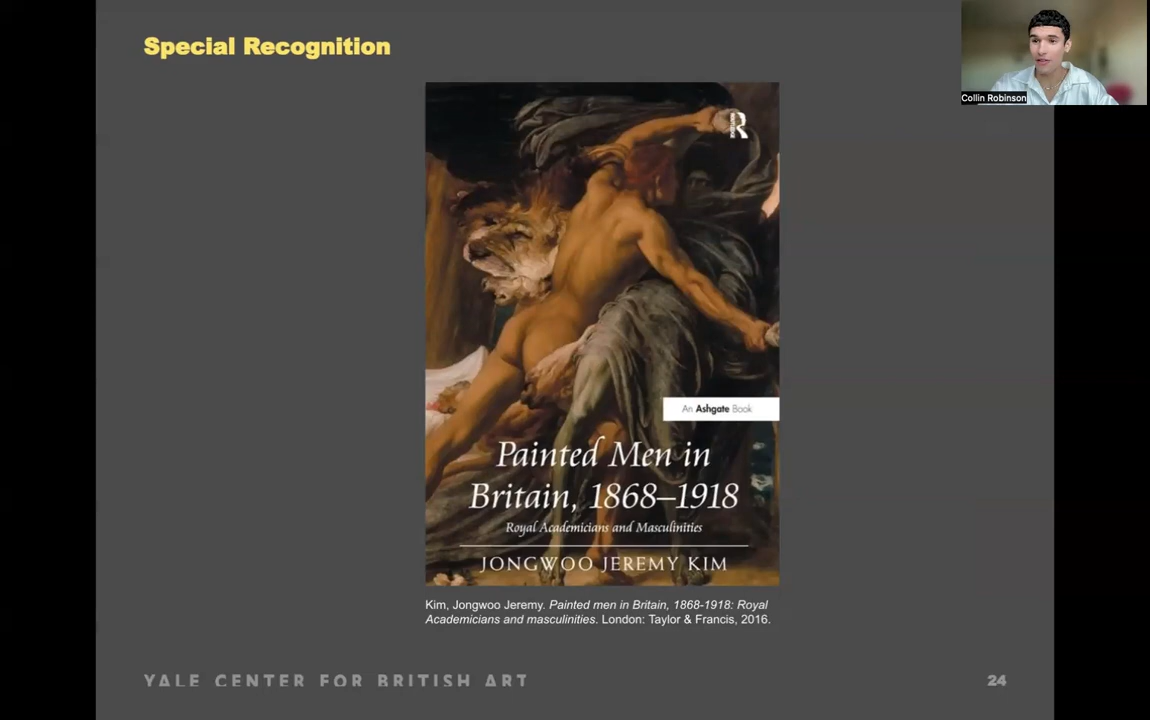 Special Recognition
Collin Robinson
R
An Ashgate Book
Painted Men in
Britain, 1868–1918
Royal Academicians and Masculinities
JONGWOO JEREMY KIM
Kim, Jongwoo Jeremy. Painted men in Britain, 1868-1918: Royal
Academicians and masculinities. London: Taylor & Francis, 2016.
YALE CENTER FOR BRITISH ART
24